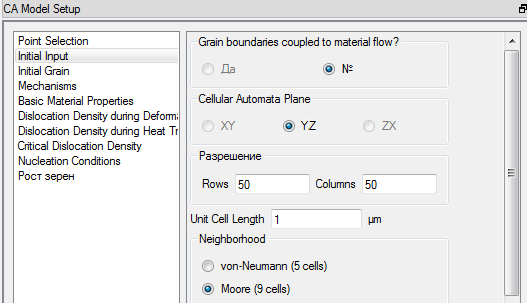 CA Model Setup
Point Selection
Initial Input
Initial Grain
Mechanisms
Basic Material Properties
Dislocation Density during Deforma
Dislocation Density during Heat Tr
Critical Dislocation Density
Nucleation Conditions
Рост зерен
Grain boundaries coupled to material flow?
Да №
Cellular Automata Plane
XY YZ ZX
Разрешение
Rows 50 Columns 50
Unit Cell Length 1 µm
Neighborhood
von-Neumann (5 cells)
Moore (9 cells)